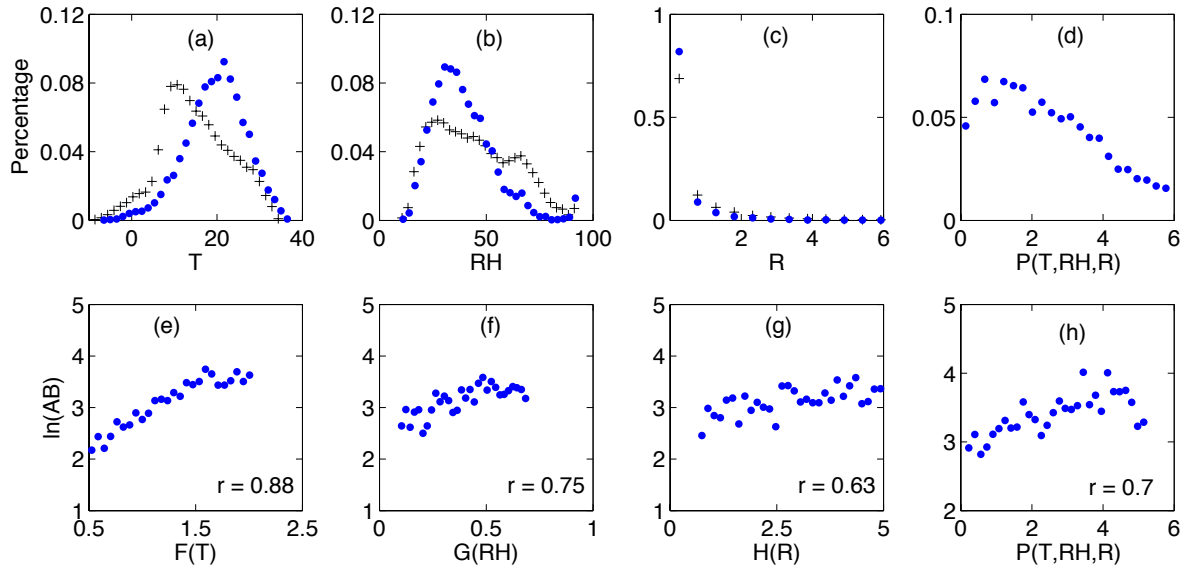 (a)
Percentage
0.12
0.08
0.04
0
0 20 40
T
(b)
0.12
0.08
0.04
0
0 50 100
RH
(c)
1
0.5
0
0 2 4 6
R
(d)
0.1
0.05
0
0 2 4 6
P(T,RH,R)
(e)
ln(AB)
5
4
3
2
1
r = 0.88
0.5 1.5 2.5
F(T)
(f)
5
4
3
2
1
r = 0.75
0 0.5 1
G(RH)
(g)
5
4
3
2
1
r = 0.63
0 2.5 5
H(R)
(h)
5
4
3
2
1
r = 0.7
0 2 4 6
P(T,RH,R)